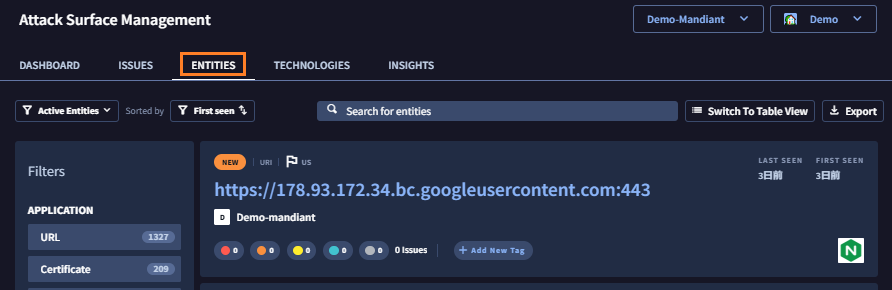 Attack Surface Management
Demo-Mandiant
Demo
DASHBOARD
ISSUES
ENTITIES
TECHNOLOGIES
INSIGHTS
Active Entities
Sorted by
First seen
Search for entities
Switch To Table View
Export
Filters
APPLICATION
URL 1327
Certificate 209
NEW | URI | US
https://178.93.172.34.bc.googleusercontent.com:443
D Demo-mandiant
0 0 0 0 0 0 Issues
+ Add New Tag
LAST SEEN
3日前
FIRST SEEN
3日前
N